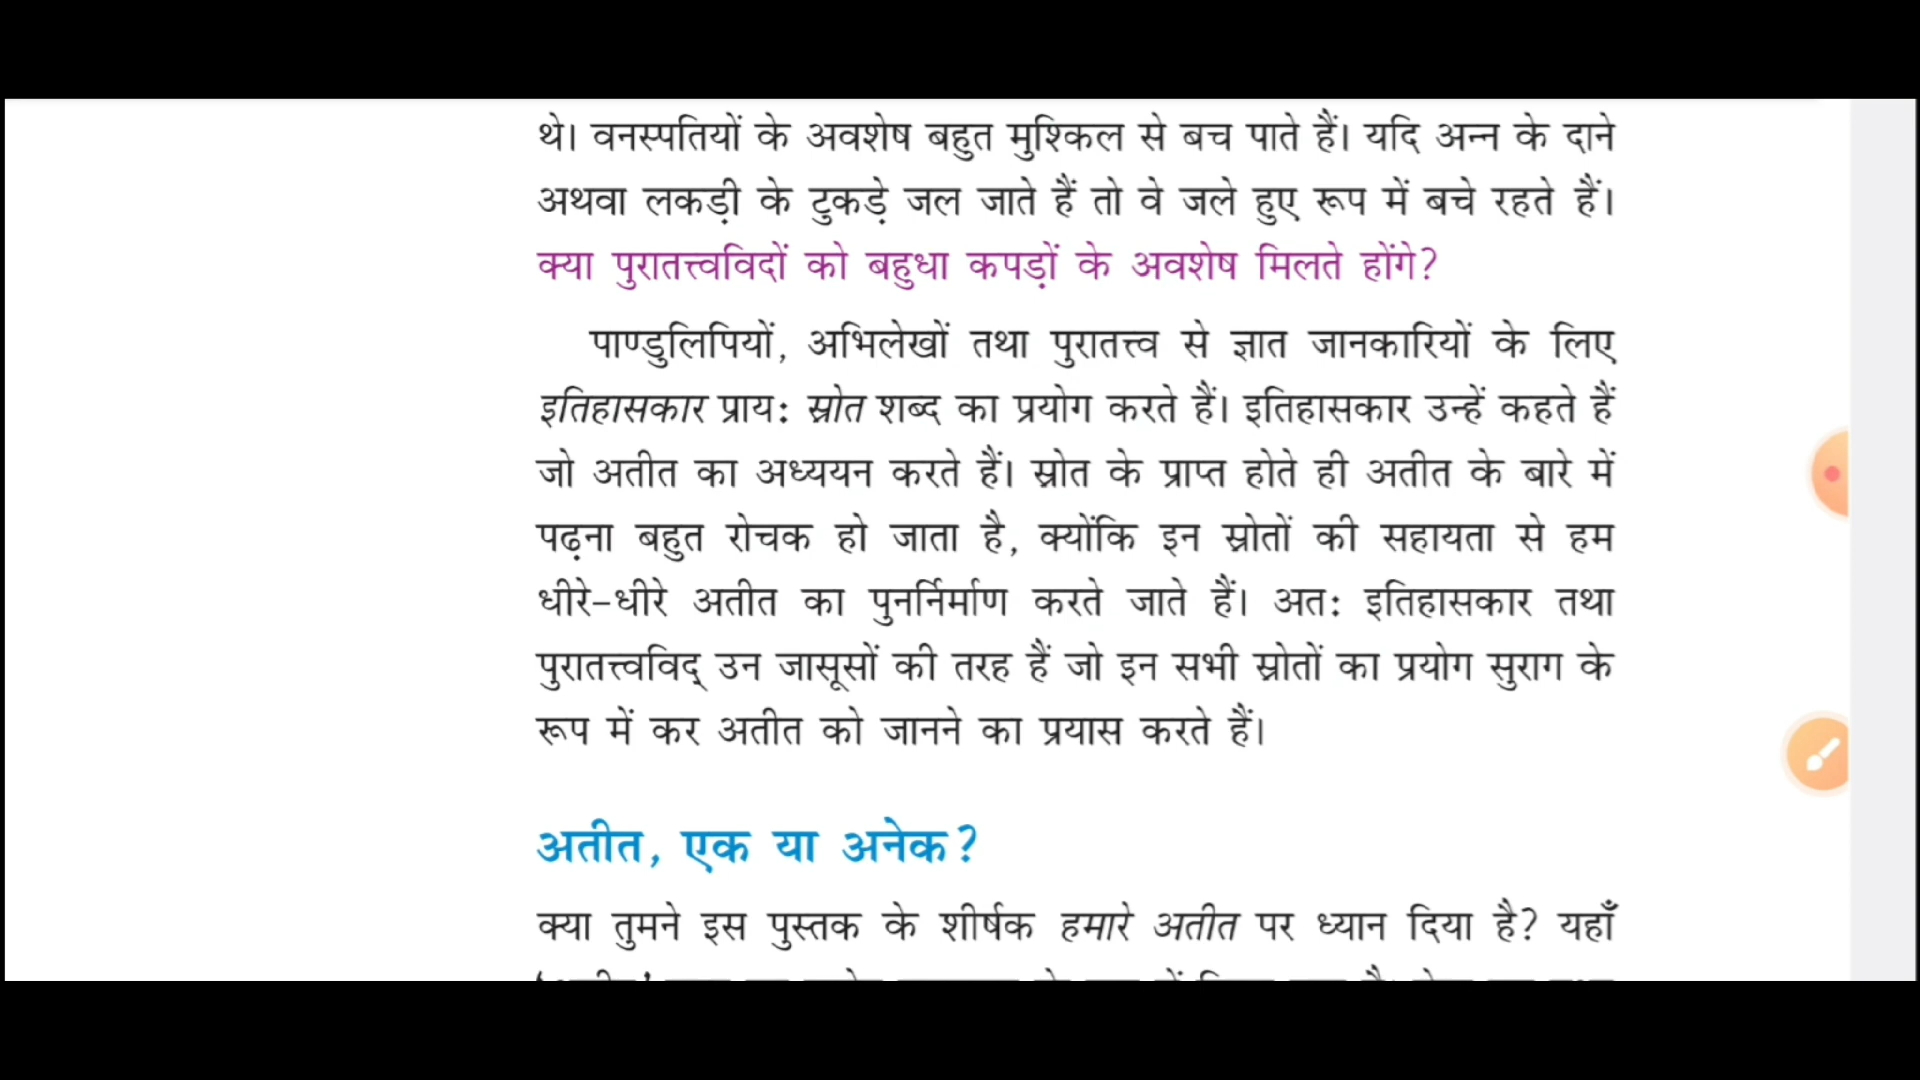 थे। वनस्पतियों के अवशेष बहुत मुश्किल से बच पाते हैं। यदि अन्न के दाने
अथवा लकड़ी के टुकड़े जल जाते हैं तो वे जले हुए रूप में बचे रहते हैं।
क्या पुरातत्त्वविदों को बहुधा कपड़ों के अवशेष मिलते होंगे?
पाण्डुलिपियों, अभिलेखों तथा पुरातत्त्व से ज्ञात जानकारियों के लिए
इतिहासकार प्राय: स्रोत शब्द का प्रयोग करते हैं। इतिहासकार उन्हें कहते हैं
जो अतीत का अध्ययन करते हैं। स्रोत के प्राप्त होते ही अतीत के बारे में
पढ़ना बहुत रोचक हो जाता है, क्योंकि इन स्रोतों की सहायता से हम
धीरे-धीरे अतीत का पुनर्निर्माण करते जाते हैं। अत: इतिहासकार तथा
पुरातत्त्वविद् उन जासूसों की तरह हैं जो इन सभी स्रोतों का प्रयोग सुराग के
रूप में कर अतीत को जानने का प्रयास करते हैं।
अतीत, एक या अनेक?
क्या तुमने इस पुस्तक के शीर्षक हमारे अतीत पर ध्यान दिया है? यहाँ